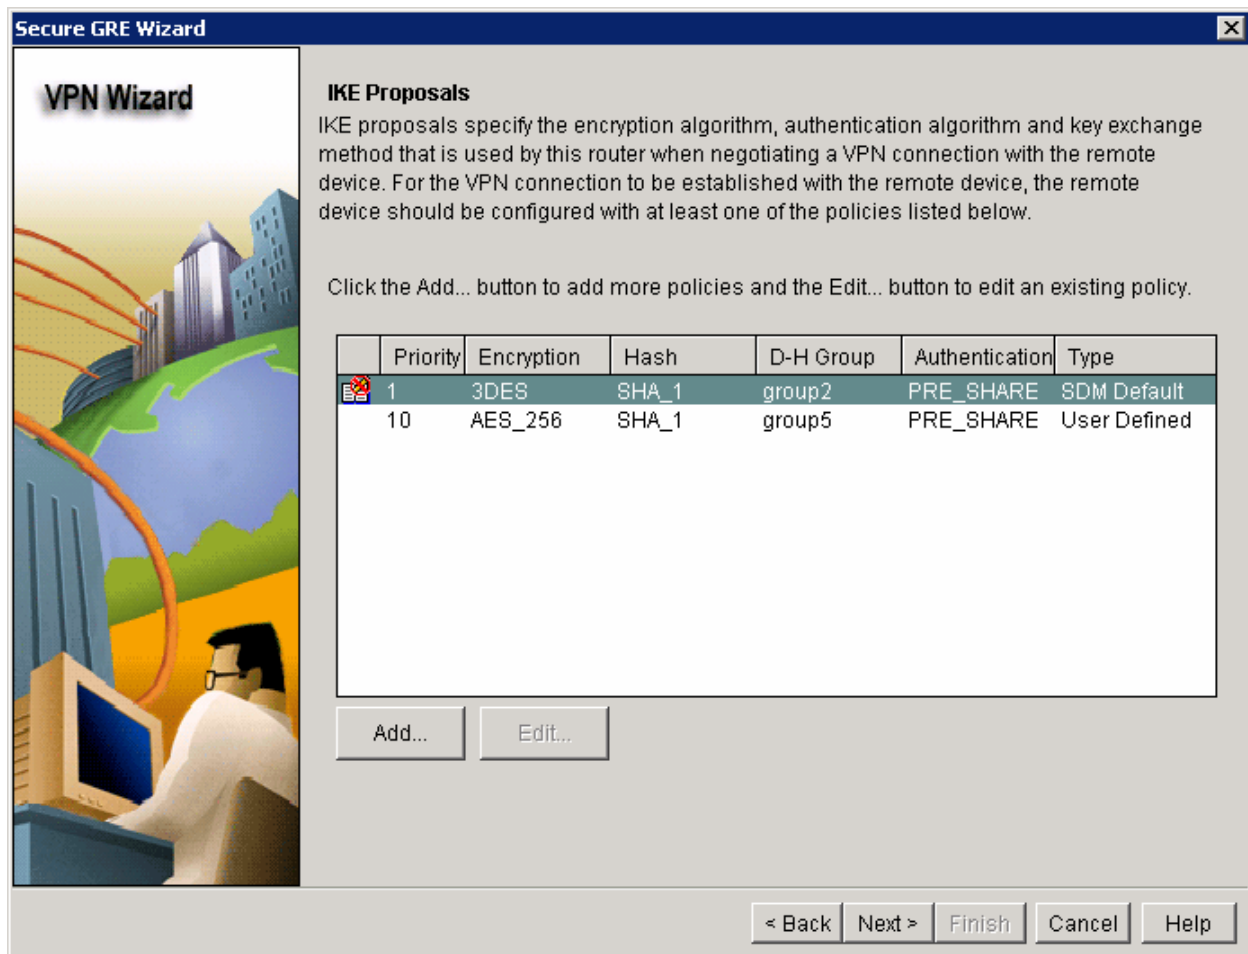 Secure GRE Wizard
VPN Wizard
IKE Proposals
IKE proposals specify the encryption algorithm, authentication algorithm and key exchange
method that is used by this router when negotiating a VPN connection with the remote
device. For the VPN connection to be established with the remote device, the remote
device should be configured with at least one of the policies listed below.
Click the Add... button to add more policies and the Edit... button to edit an existing policy.
Priority Encryption Hash D-H Group Authentication Type
1 3DES SHA_1 group2 PRE_SHARE SDM Default
10 AES_256 SHA_1 group5 PRE_SHARE User Defined
Add... Edit...
< Back Next > Finish Cancel Help